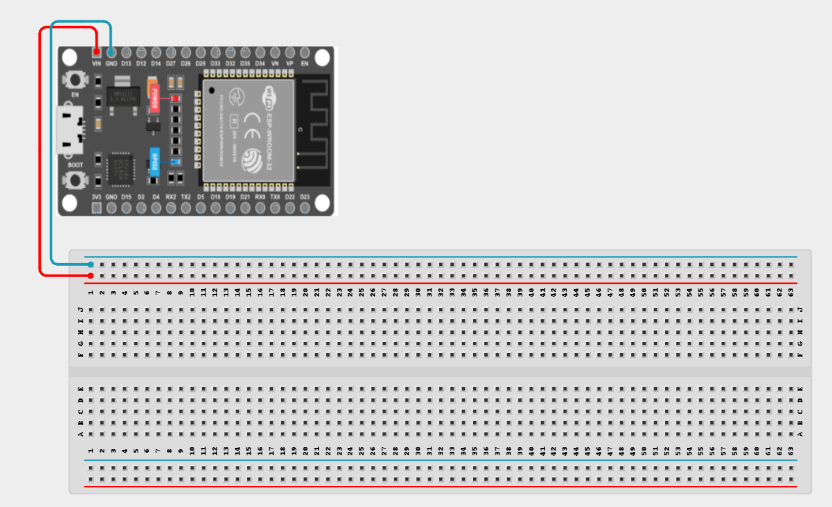 VIN GND D13 D12 D14 D27 D26 D25 D33 D32 D35 D34 VN VP EN
EN
POWER
Wi Fi
ESP-WROOM-32
CE
R
BOOT
GPIO2
3V3 GND D15 D2 D4 RX2 TX2 D5 D18 D19 D21 RX0 TX0 D22 D23
1 2 3 4 5 6 7 8 9 10 11 12 13 14 15 16 17 18 19 20 21 22 23 24 25 26 27 28 29 30 31 32 33 34 35 36 37 38 39 40 41 42 43 44 45 46 47 48 49 50 51 52 53 54 55 56 57 58 59 60 61 62 63
J J
I I
H H
G G
F F
E E
D D
C C
B B
A A
1 2 3 4 5 6 7 8 9 10 11 12 13 14 15 16 17 18 19 20 21 22 23 24 25 26 27 28 29 30 31 32 33 34 35 36 37 38 39 40 41 42 43 44 45 46 47 48 49 50 51 52 53 54 55 56 57 58 59 60 61 62 63